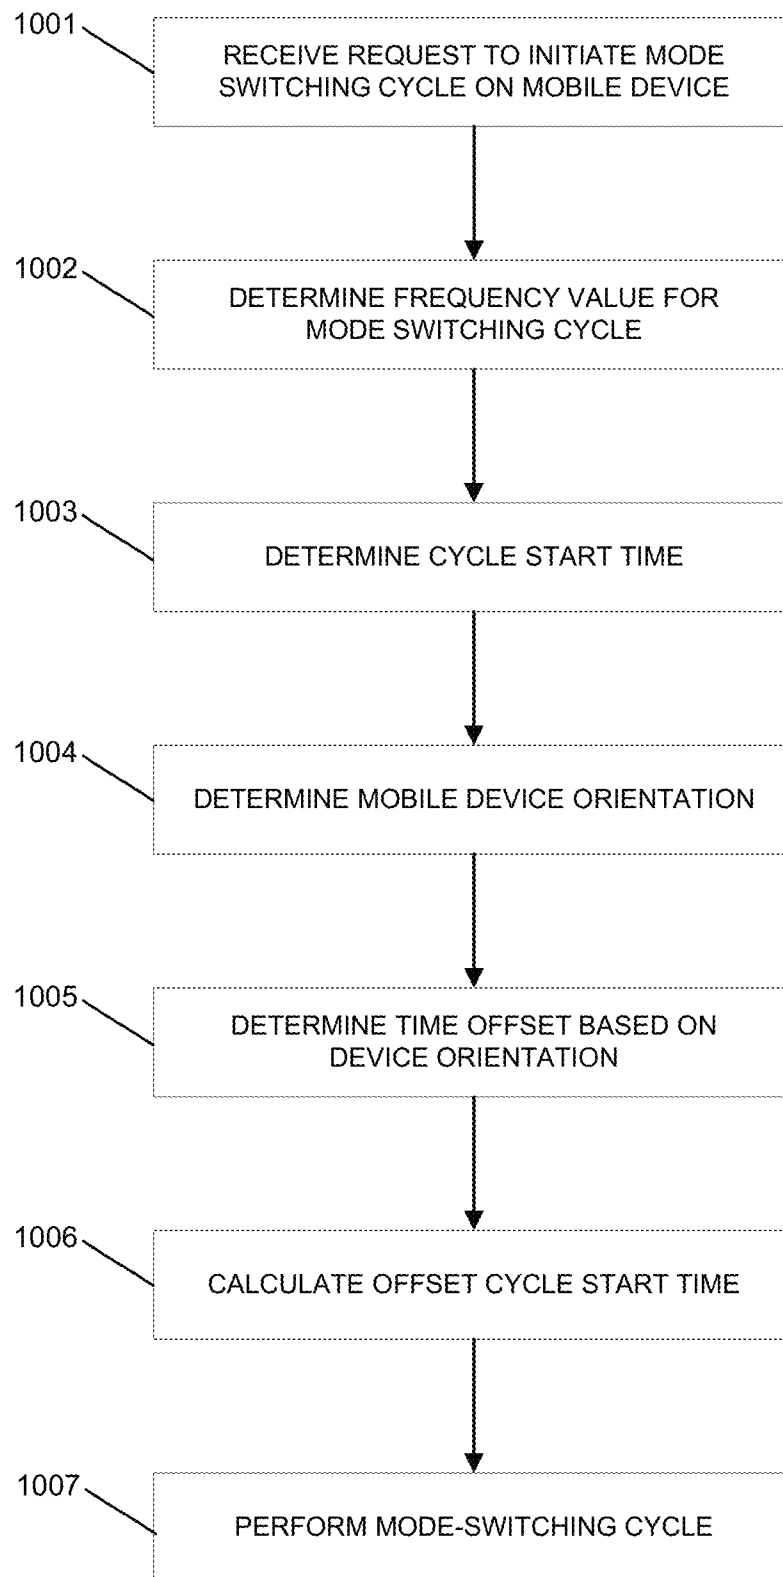 1001
RECEIVE REQUEST TO INITIATE MODE
SWITCHING CYCLE ON MOBILE DEVICE
1002
DETERMINE FREQUENCY VALUE FOR
MODE SWITCHING CYCLE
1003
DETERMINE CYCLE START TIME
1004
DETERMINE MOBILE DEVICE ORIENTATION
1005
DETERMINE TIME OFFSET BASED ON
DEVICE ORIENTATION
1006
CALCULATE OFFSET CYCLE START TIME
1007
PERFORM MODE-SWITCHING CYCLE